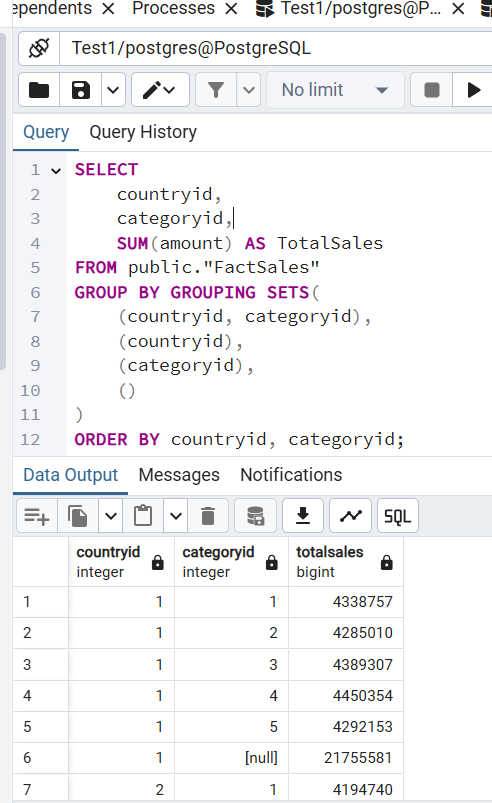 ependents Processes Test1/postgres@P...
Test1/postgres@PostgreSQL
No limit
Query Query History
1 SELECT
2 countryid,
3 categoryid,
4 SUM(amount) AS TotalSales
5 FROM public."FactSales"
6 GROUP BY GROUPING SETS(
7 (countryid, categoryid),
8 (countryid),
9 (categoryid),
10 ()
11 )
12 ORDER BY countryid, categoryid;
Data Output Messages Notifications
SQL
countryid categoryid totalsales
integer integer bigint
1 1 1 4338757
2 1 2 4285010
3 1 3 4389307
4 1 4 4450354
5 1 5 4292153
6 1 [null] 21755581
7 2 1 4194740